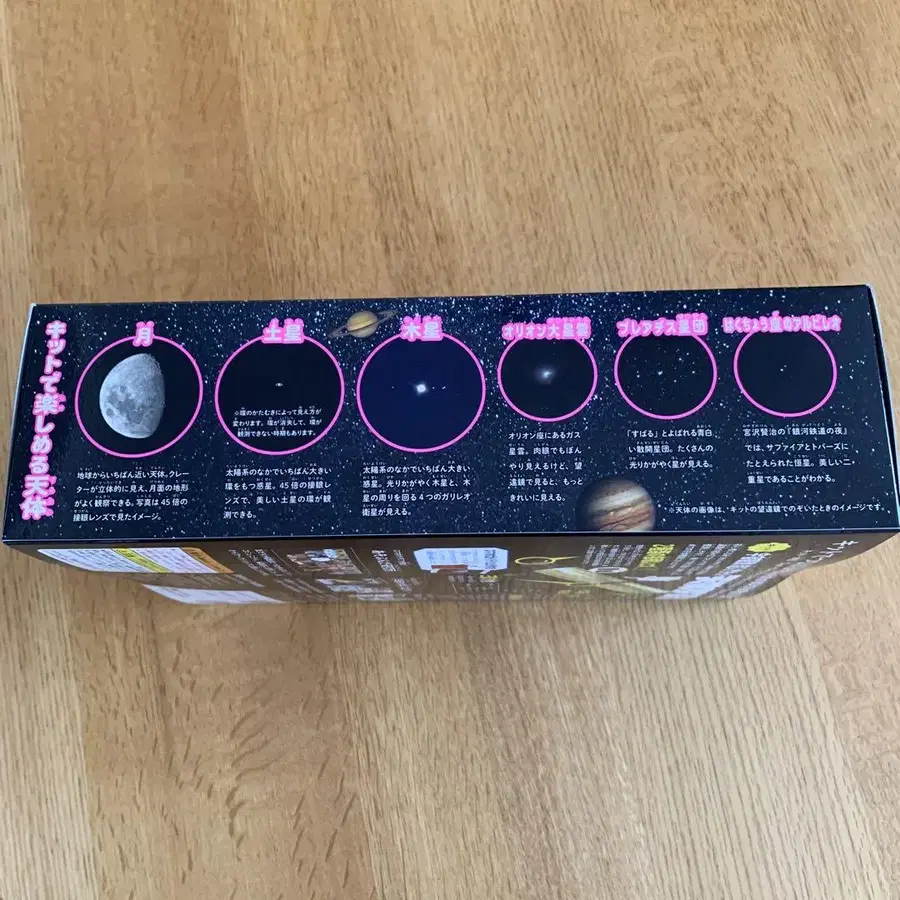 キットで楽しめる天体
月
地球からいちばん近い天体。クレー
ターが立体的に見え、月面の地形
がよく観察できる。写真は45倍の
接眼レンズで見たイメージ。
土星
※環のかたむきによって見え方が
変わります。環が消失して、環が
観測できない時期もあります。
太陽系のなかでいちばん大きい
環をもつ惑星。45倍の接眼レ
ンズで、美しい土星の環が観
測できる。
木星
太陽系のなかでいちばん大きい
惑星。光りかがやく木星と、木
星の周りを回る4つのガリレオ
衛星が見える。
オリオン大星雲
オリオン座にあるガス
星雲。肉眼でもぼん
やり見えるけど、望
遠鏡で見ると、もっと
きれいに見える。
プレアデス星団
「すばる」とよばれる青白
い散開星団。たくさんの
光りかがやく星が見える。
はくちょう座のアルビレオ
宮沢賢治の『銀河鉄道の夜』
では、サファイアとトパーズに
たとえられた恒星。美しい二
重星であることがわかる。
※天体の画像は、キットの望遠鏡でのぞいたときのイメージです。